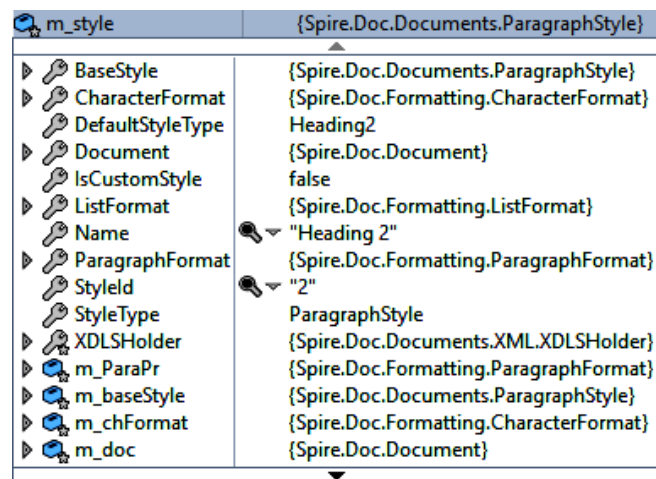 m_style {Spire.Doc.Documents.ParagraphStyle}
BaseStyle {Spire.Doc.Documents.ParagraphStyle}
CharacterFormat {Spire.Doc.Formatting.CharacterFormat}
DefaultStyleType Heading2
Document {Spire.Doc.Document}
IsCustomStyle false
ListFormat {Spire.Doc.Formatting.ListFormat}
Name "Heading 2"
ParagraphFormat {Spire.Doc.Formatting.ParagraphFormat}
StyleId "2"
StyleType ParagraphStyle
XDLSHolder {Spire.Doc.Documents.XML.XDLSHolder}
m_ParaPr {Spire.Doc.Formatting.ParagraphFormat}
m_baseStyle {Spire.Doc.Documents.ParagraphStyle}
m_chFormat {Spire.Doc.Formatting.CharacterFormat}
m_doc {Spire.Doc.Document}